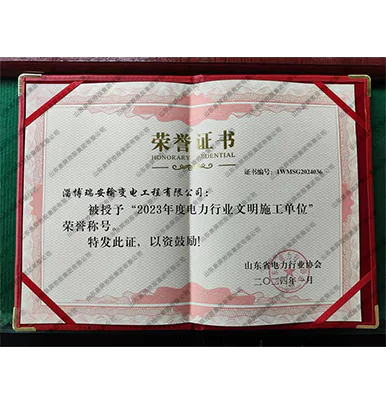 荣誉证书
HONORARY CREDENTIAL
证书编号：1WMSG2024036
淄博瑞安输变电工程有限公司：
被授予“2023年度电力行业文明施工单位”
荣誉称号
特发此证，以资鼓励！
山东省电力行业协会
二〇二四年一月